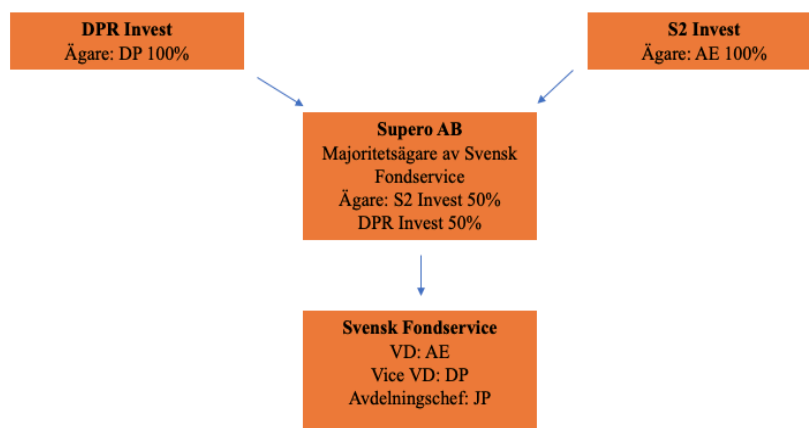 DPR Invest
Ägare: DP 100%
S2 Invest
Ägare: AE 100%
Supero AB
Majoritetsägare av Svensk
Fondservice
Ägare: S2 Invest 50%
DPR Invest 50%
Svensk Fondservice
VD: AE
Vice VD: DP
Avdelningschef: JP